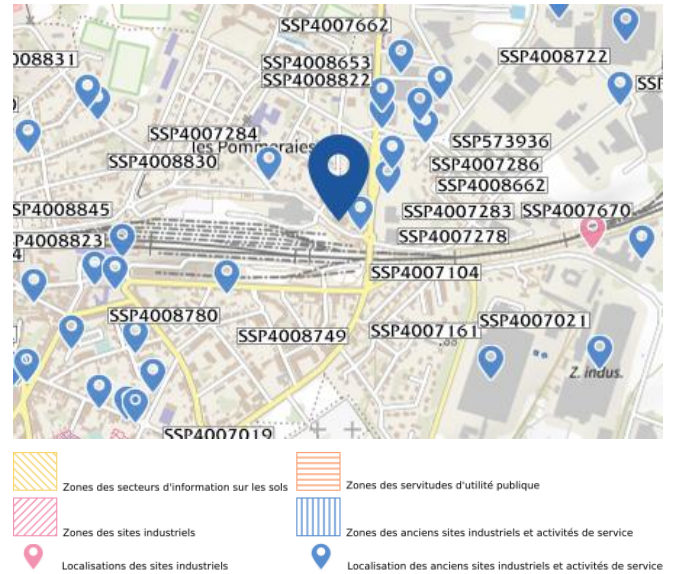 SSP4007662
008831
SSP4008653
SSP4008722
SSP4008822
SSP4007284
les Pommeraies
SSP573936
SSP4008830
SSP4007286
SSP4008662
SP4008845
SSP4007283
SSP4007670
P4008823
SSP4007278
SSP4007104
SSP4008780
SSP4007021
SSP4008749
SSP4007161
Z. indus.
SSP4007019
Zones des secteurs d'information sur les sols
Zones des servitudes d'utilité publique
Zones des sites industriels
Zones des anciens sites industriels et activités de service
Localisations des sites industriels
Localisation des anciens sites industriels et activités de service